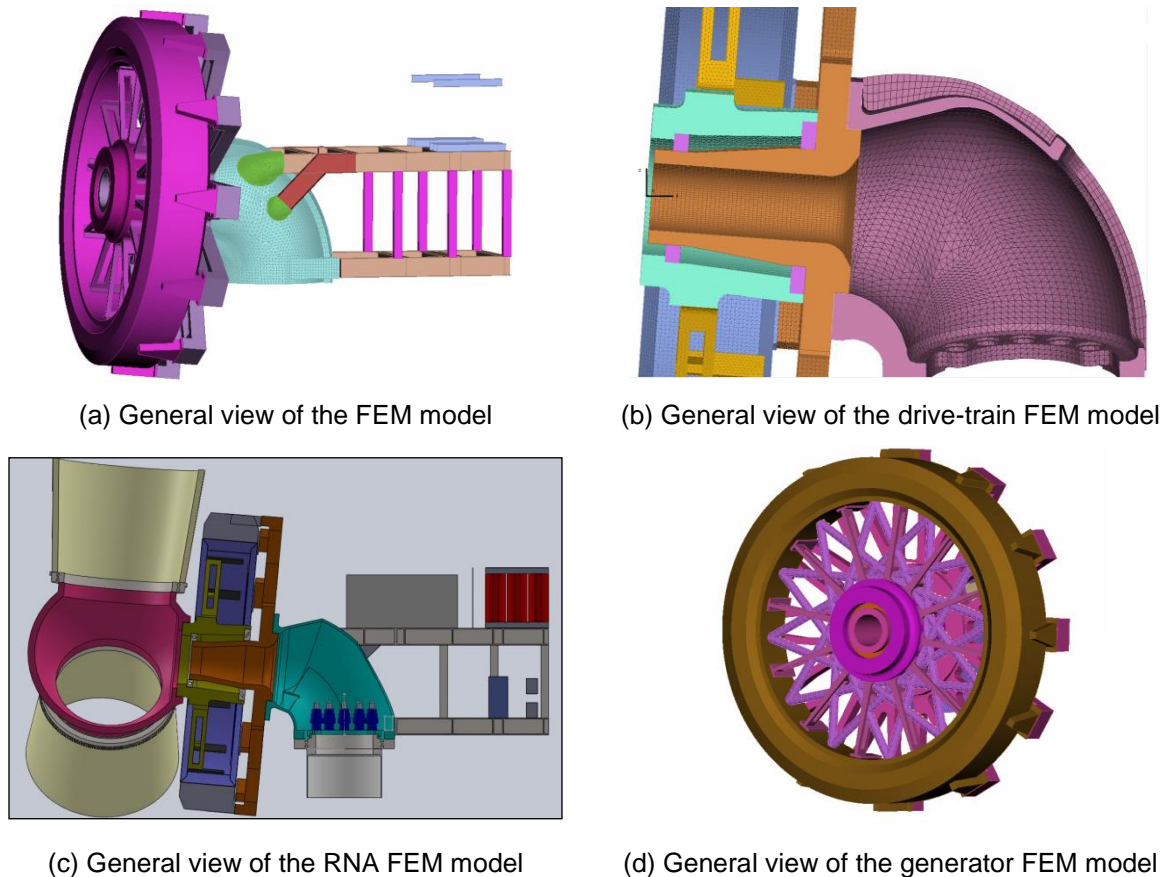 (a) General view of the FEM model
(b) General view of the drive-train FEM model
(c) General view of the RNA FEM model
(d) General view of the generator FEM model